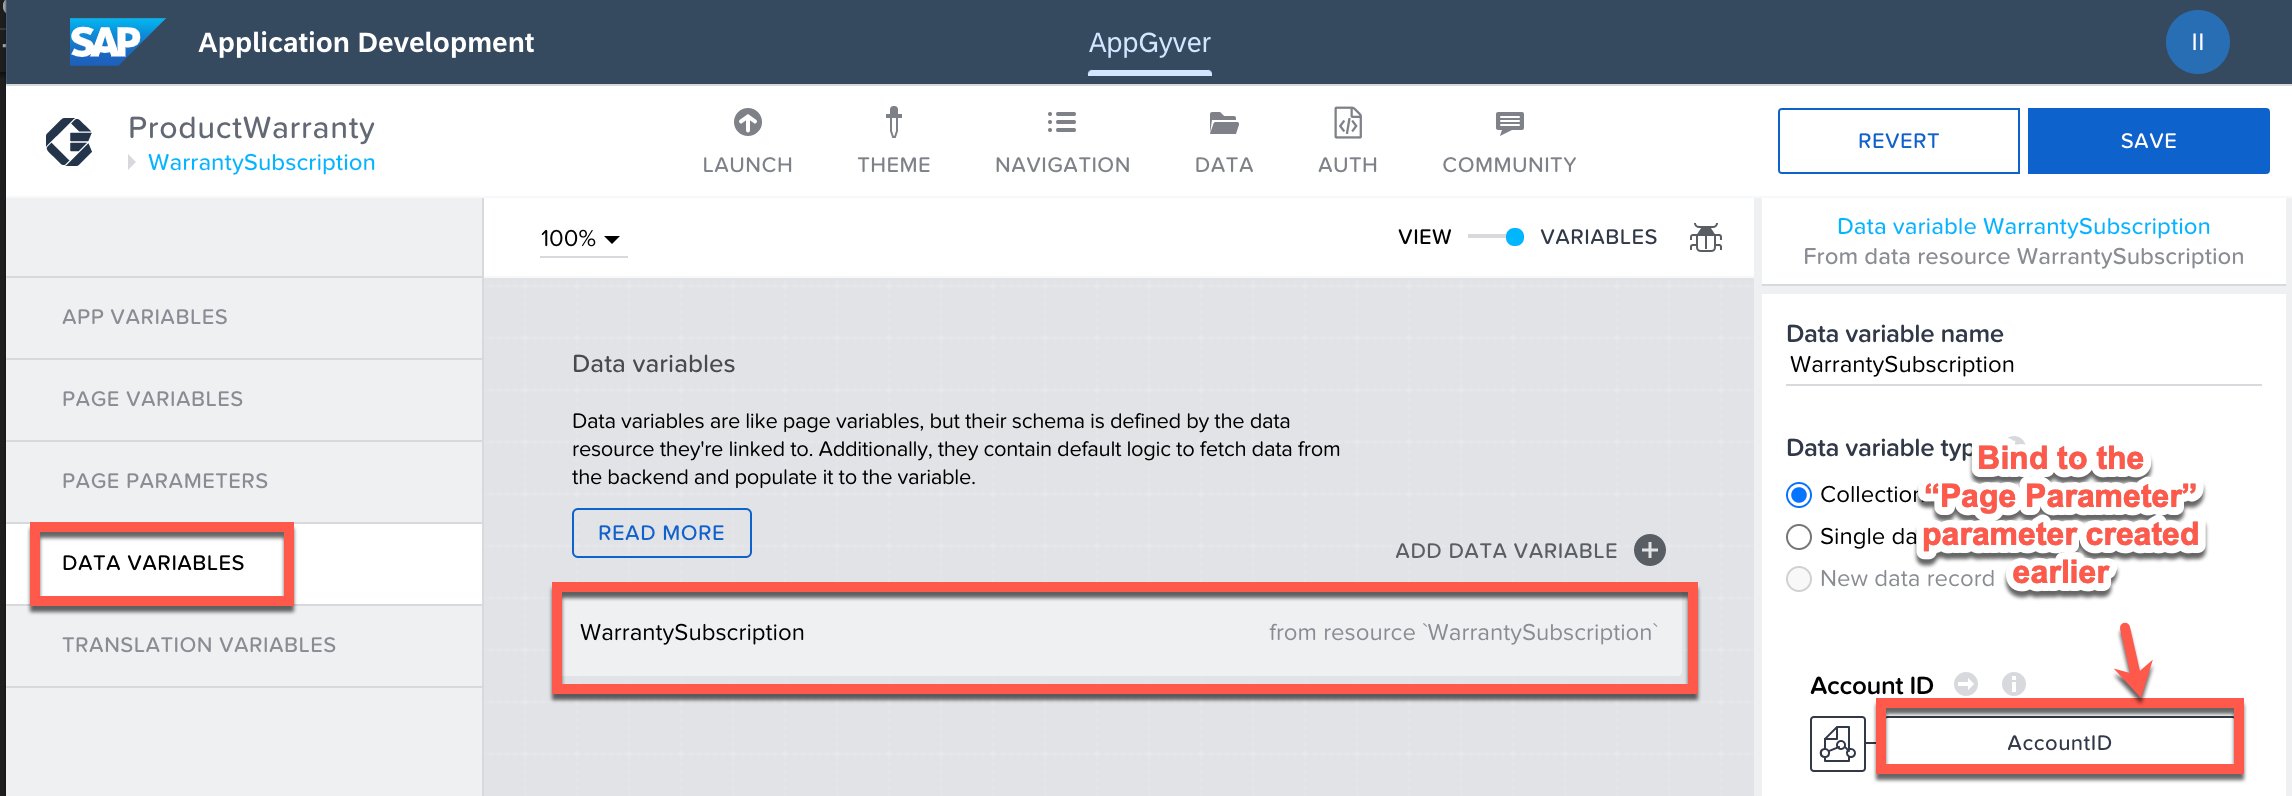 SAP Application Development
AppGyver
II
ProductWarranty
WarrantySubscription
LAUNCH
THEME
NAVIGATION
DATA
AUTH
COMMUNITY
REVERT
SAVE
APP VARIABLES
PAGE VARIABLES
PAGE PARAMETERS
DATA VARIABLES
TRANSLATION VARIABLES
100%
VIEW
VARIABLES
Data variables
Data variables are like page variables, but their schema is defined by the data
resource they're linked to. Additionally, they contain default logic to fetch data from
the backend and populate it to the variable.
READ MORE
ADD DATA VARIABLE
WarrantySubscription
from resource `WarrantySubscription`
Data variable WarrantySubscription
From data resource WarrantySubscription
Data variable name
WarrantySubscription
Data variable typ
Collection
Single da
New data record
Bind to the
“Page Parameter”
parameter created
earlier
Account ID
AccountID